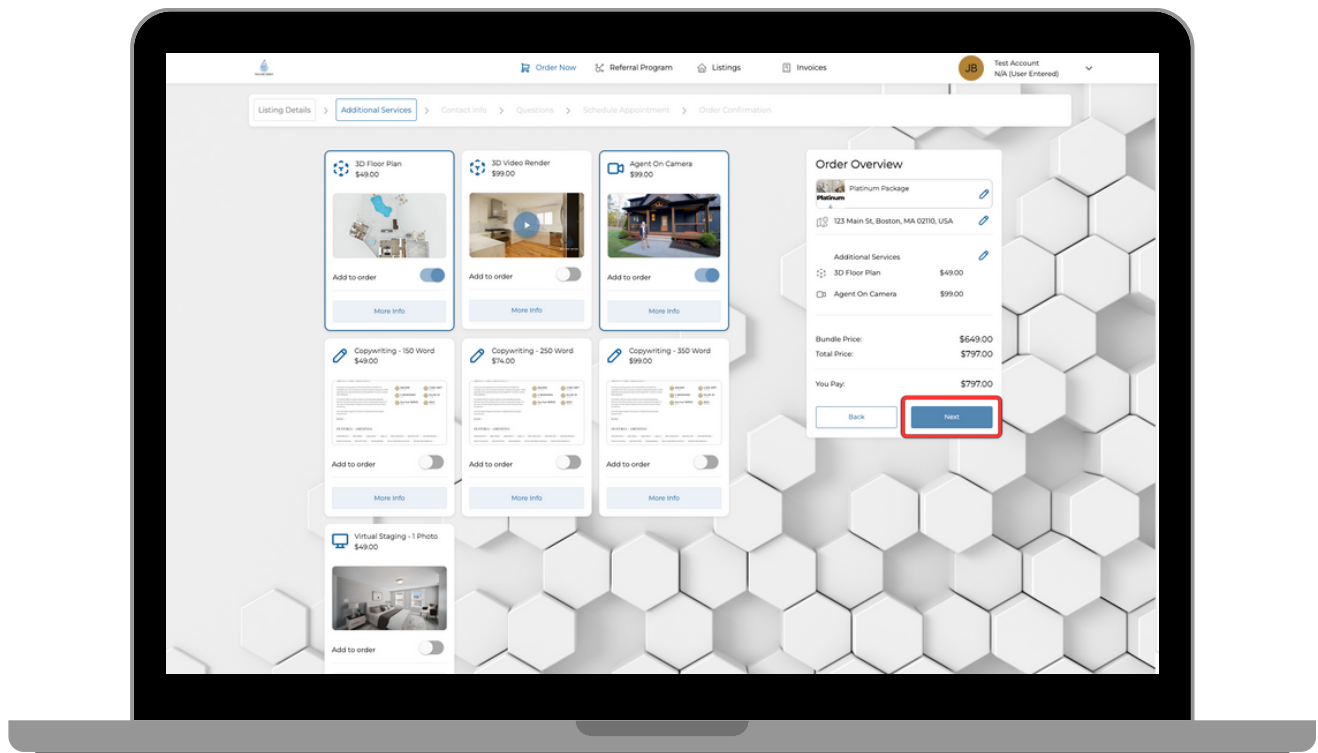 Order Now
Referral Program
Listings
Invoices
JB
Test Account
N/A (User Entered)
Listing Details
Additional Services
Contact Info
Questions
Schedule Appointment
Order Confirmation
3D Floor Plan
$49.00
Add to order
More Info
3D Video Render
$99.00
Add to order
More Info
Agent On Camera
$99.00
Add to order
More Info
Copywriting - 150 Word
$49.00
Add to order
More Info
Copywriting - 250 Word
$74.00
Add to order
More Info
Copywriting - 350 Word
$99.00
Add to order
More Info
Virtual Staging - 1 Photo
$49.00
Add to order
Order Overview
Platinum
Platinum Package
123 Main St, Boston, MA 02110, USA
Additional Services
3D Floor Plan $49.00
Agent On Camera $99.00
Bundle Price: $649.00
Total Price: $797.00
You Pay: $797.00
Back
Next